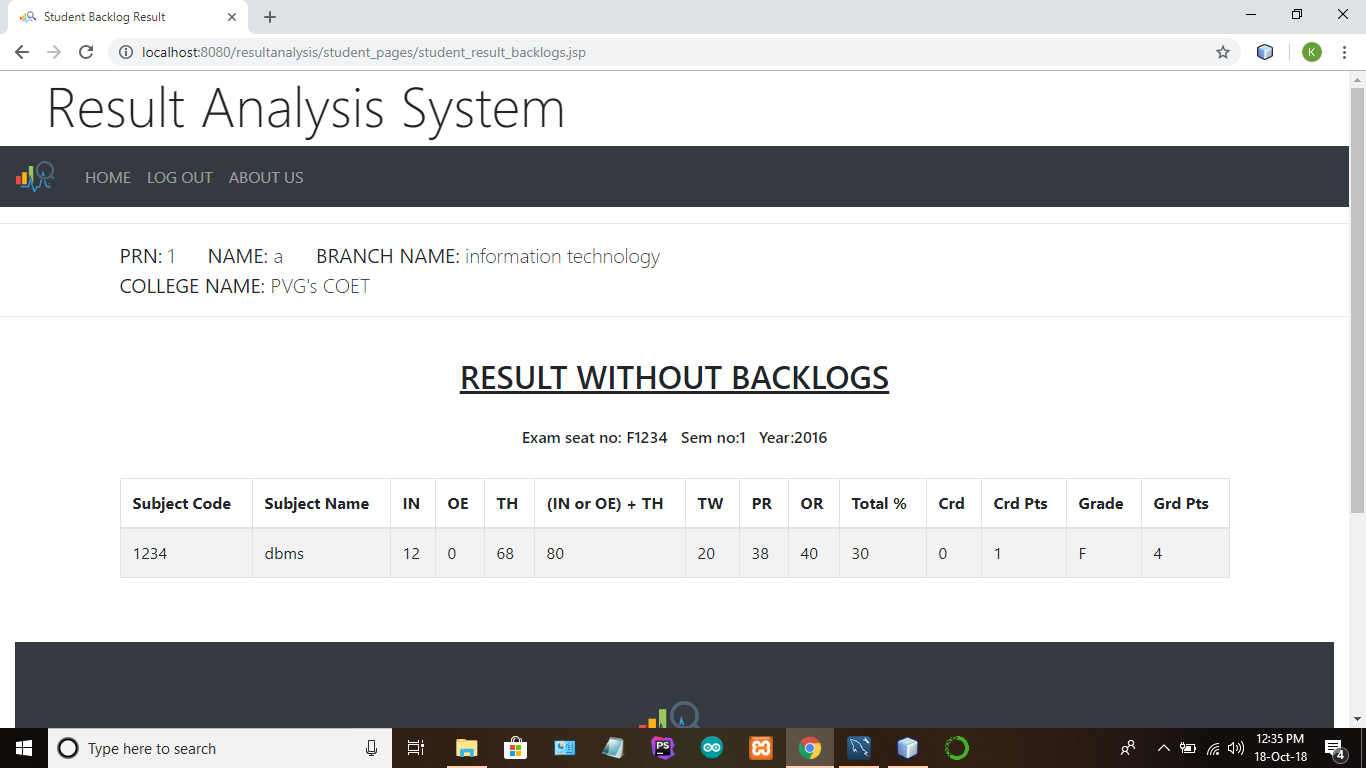 Student Backlog Result
localhost:8080/resultanalysis/student_pages/student_result_backlogs.jsp
K
Result Analysis System
HOME LOG OUT ABOUT US
PRN: 1 NAME: a BRANCH NAME: information technology
COLLEGE NAME: PVG's COET
RESULT WITHOUT BACKLOGS
Exam seat no: F1234 Sem no:1 Year:2016
Subject Code Subject Name IN OE TH (IN or OE) + TH TW PR OR Total % Crd Crd Pts Grade Grd Pts
1234 dbms 12 0 68 80 20 38 40 30 0 1 F 4
Type here to search
PS
12:35 PM
18-Oct-18
4